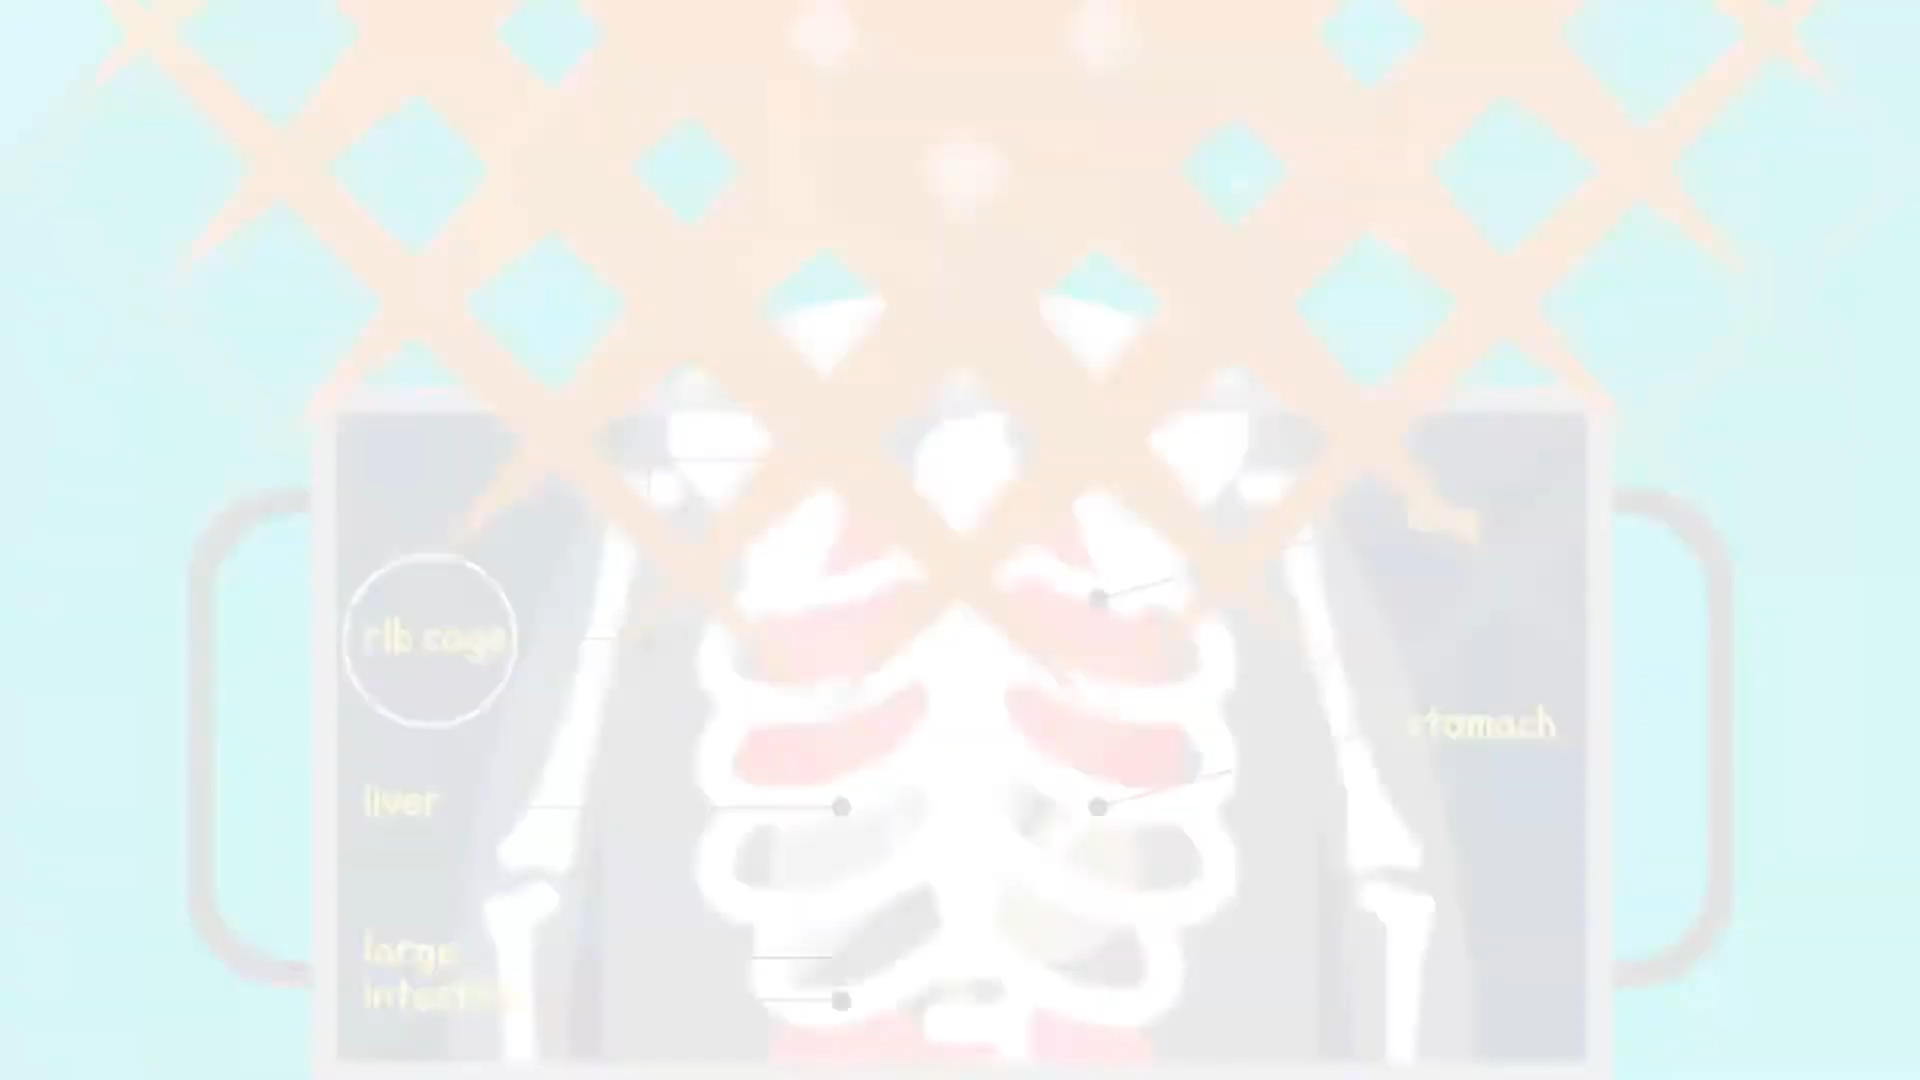 rib cage
stomach
liver
large
intestine